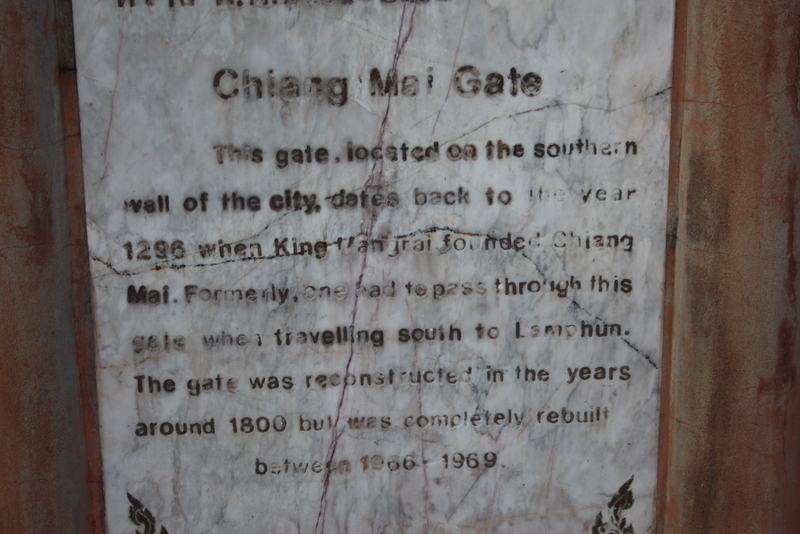 Chiang Mai Gate
This gate, located on the southern
wall of the city, dates back to the year
1296 when King Mangrai founded Chiang
Mai. Formerly, one had to pass through this
gate when travelling south to Lamphun.
The gate was reconstructed in the years
around 1800 but was completely rebuilt
between 1966-1969.